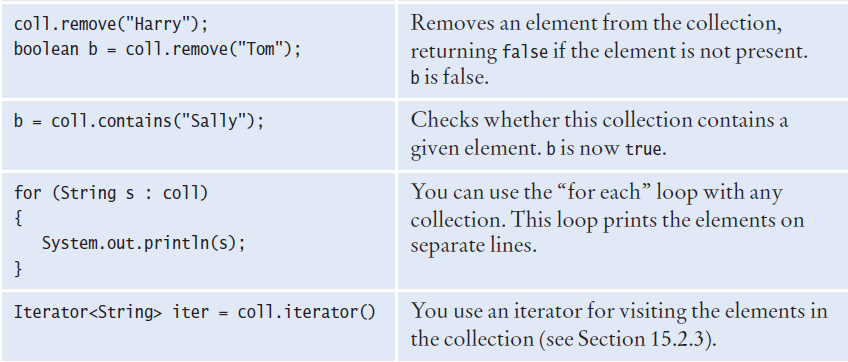 coll.remove("Harry");
boolean b = coll.remove("Tom");
Removes an element from the collection,
returning false if the element is not present.
b is false.
b = coll.contains("Sally");
Checks whether this collection contains a
given element. b is now true.
for (String s : coll)
{
   System.out.println(s);
}
You can use the “for each” loop with any
collection. This loop prints the elements on
separate lines.
Iterator<String> iter = coll.iterator()
You use an iterator for visiting the elements in
the collection (see Section 15.2.3).